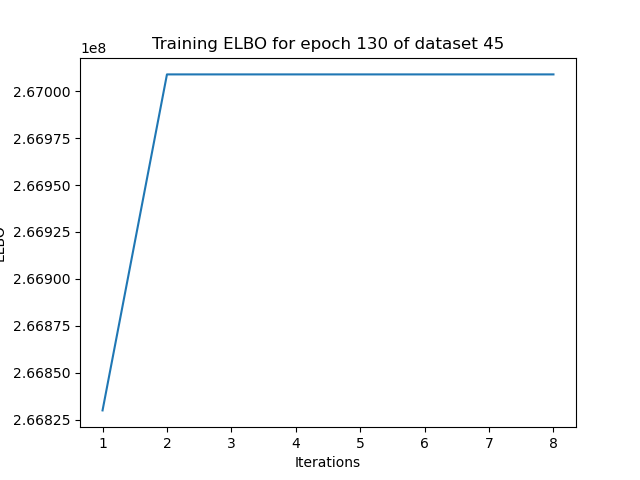 1e8
Training ELBO for epoch 130 of dataset 45
2.67000
2.66975
2.66950
2.66925
ELBO
2.66900
2.66875
2.66850
2.66825
1 2 3 4 5 6 7 8
Iterations